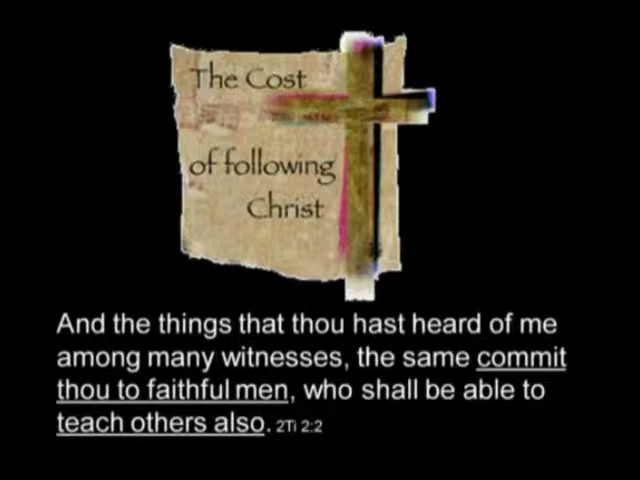 The Cost
of following
Christ
And the things that thou hast heard of me
among many witnesses, the same commit
thou to faithful men, who shall be able to
teach others also. 2Ti 2:2